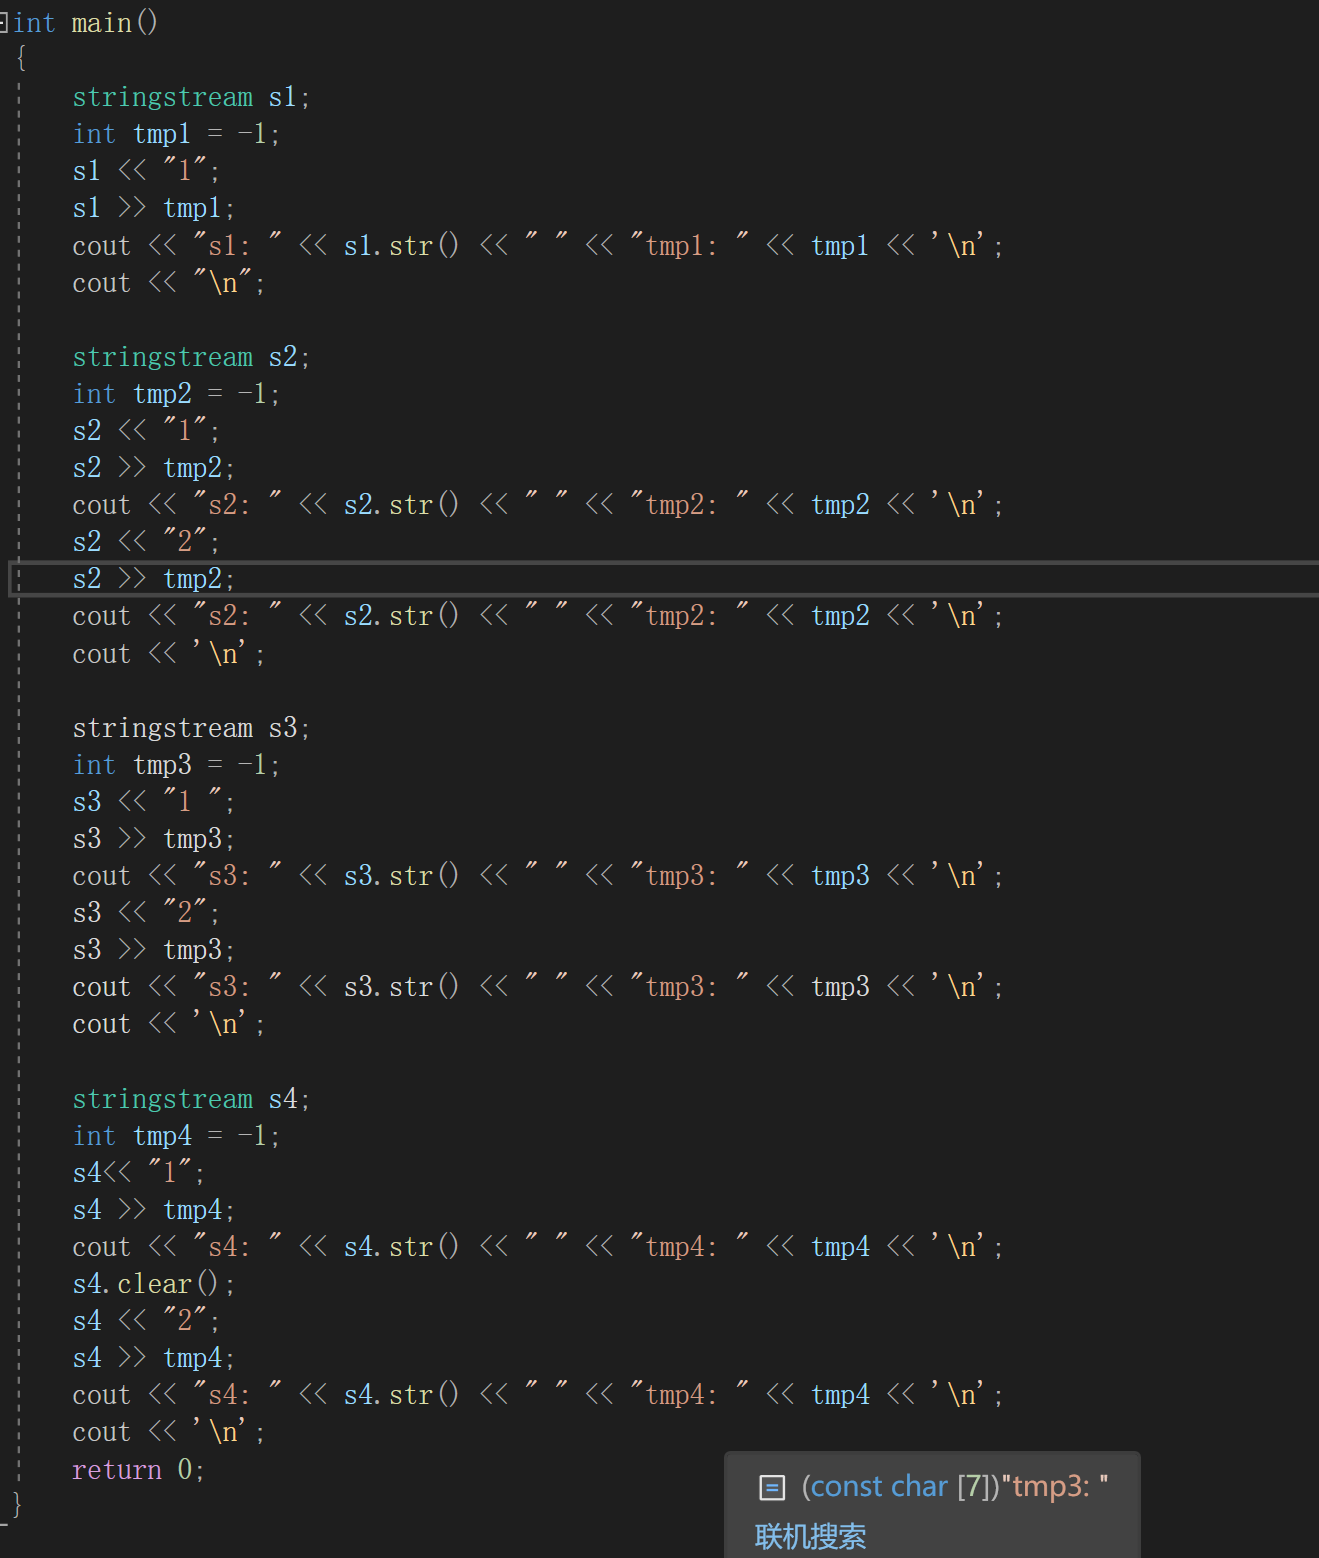 int main()
{
stringstream s1;
int tmp1 = -1;
s1 << "1";
s1 >> tmp1;
cout << "s1: " << s1.str() << " " << "tmp1: " << tmp1 << '\n';
cout << "\n";
stringstream s2;
int tmp2 = -1;
s2 << "1";
s2 >> tmp2;
cout << "s2: " << s2.str() << " " << "tmp2: " << tmp2 << '\n';
s2 << "2";
s2 >> tmp2;
cout << "s2: " << s2.str() << " " << "tmp2: " << tmp2 << '\n';
cout << '\n';
stringstream s3;
int tmp3 = -1;
s3 << "1 ";
s3 >> tmp3;
cout << "s3: " << s3.str() << " " << "tmp3: " << tmp3 << '\n';
s3 << "2";
s3 >> tmp3;
cout << "s3: " << s3.str() << " " << "tmp3: " << tmp3 << '\n';
cout << '\n';
stringstream s4;
int tmp4 = -1;
s4<< "1";
s4 >> tmp4;
cout << "s4: " << s4.str() << " " << "tmp4: " << tmp4 << '\n';
s4.clear();
s4 << "2";
s4 >> tmp4;
cout << "s4: " << s4.str() << " " << "tmp4: " << tmp4 << '\n';
cout << '\n';
return 0;
}
(const char [7])"tmp3: "
联机搜索